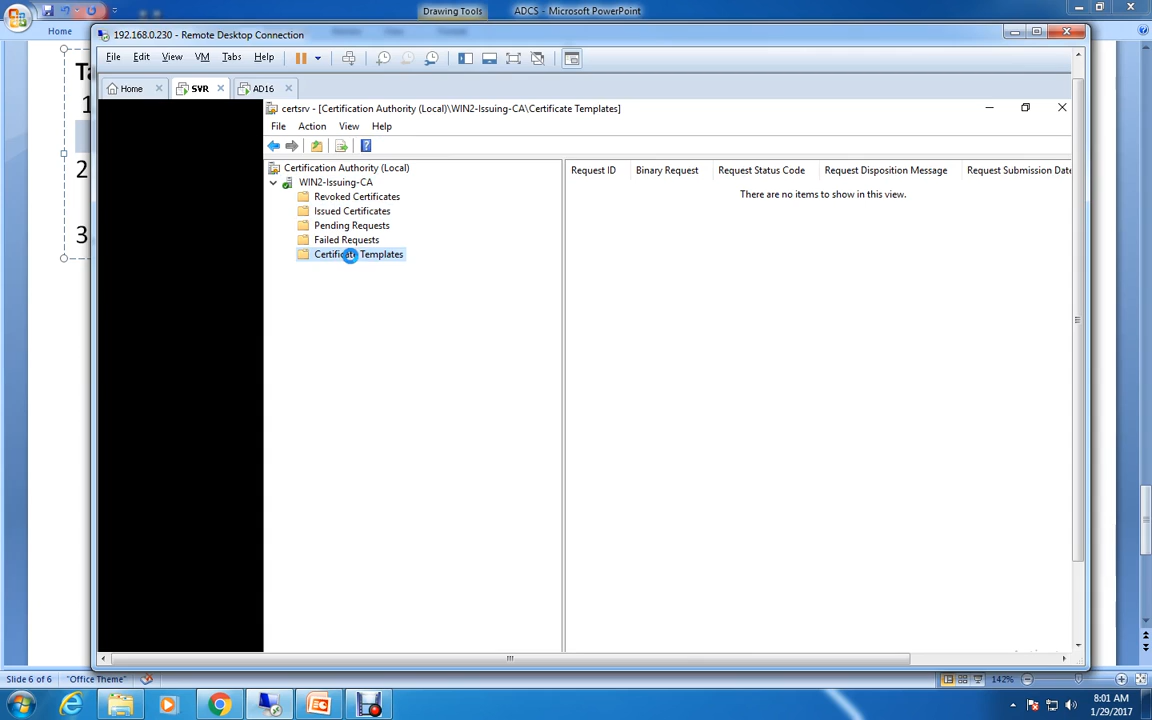 Drawing Tools
ADCS - Microsoft PowerPoint
Home
192.168.0.230 - Remote Desktop Connection
File Edit View VM Tabs Help
Home SVR AD16
certsrv - [Certification Authority (Local)\WIN2-Issuing-CA\Certificate Templates]
File Action View Help
Certification Authority (Local)
WIN2-Issuing-CA
Revoked Certificates
Issued Certificates
Pending Requests
Failed Requests
Certificate Templates
Request ID Binary Request Request Status Code Request Disposition Message Request Submission Date
There are no items to show in this view.
1
2
3
Slide 6 of 6 "Office Theme" 142%
8:01 AM
1/29/2017